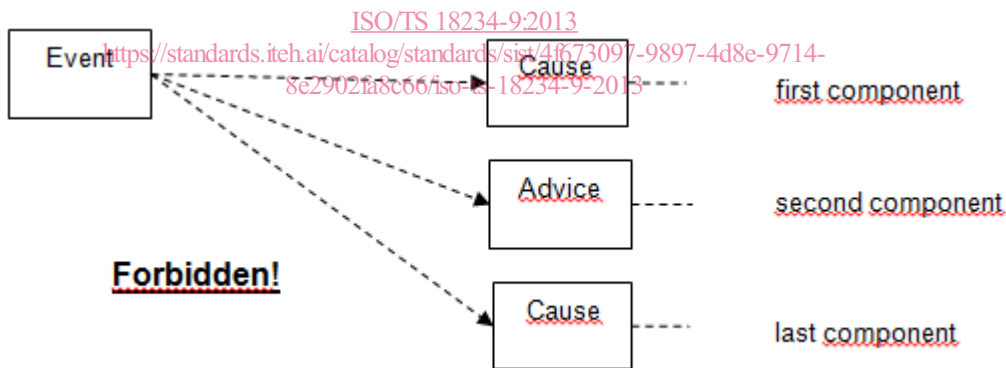 ISO/TS 18234-9:2013
https://standards.iteh.ai/catalog/standards/sist/4f673097-9897-4d8e-9714-
8e2902fa8c66/iso-ts-18234-9-2013
Event
Cause
first component
Advice
second component
Forbidden!
Cause
last component